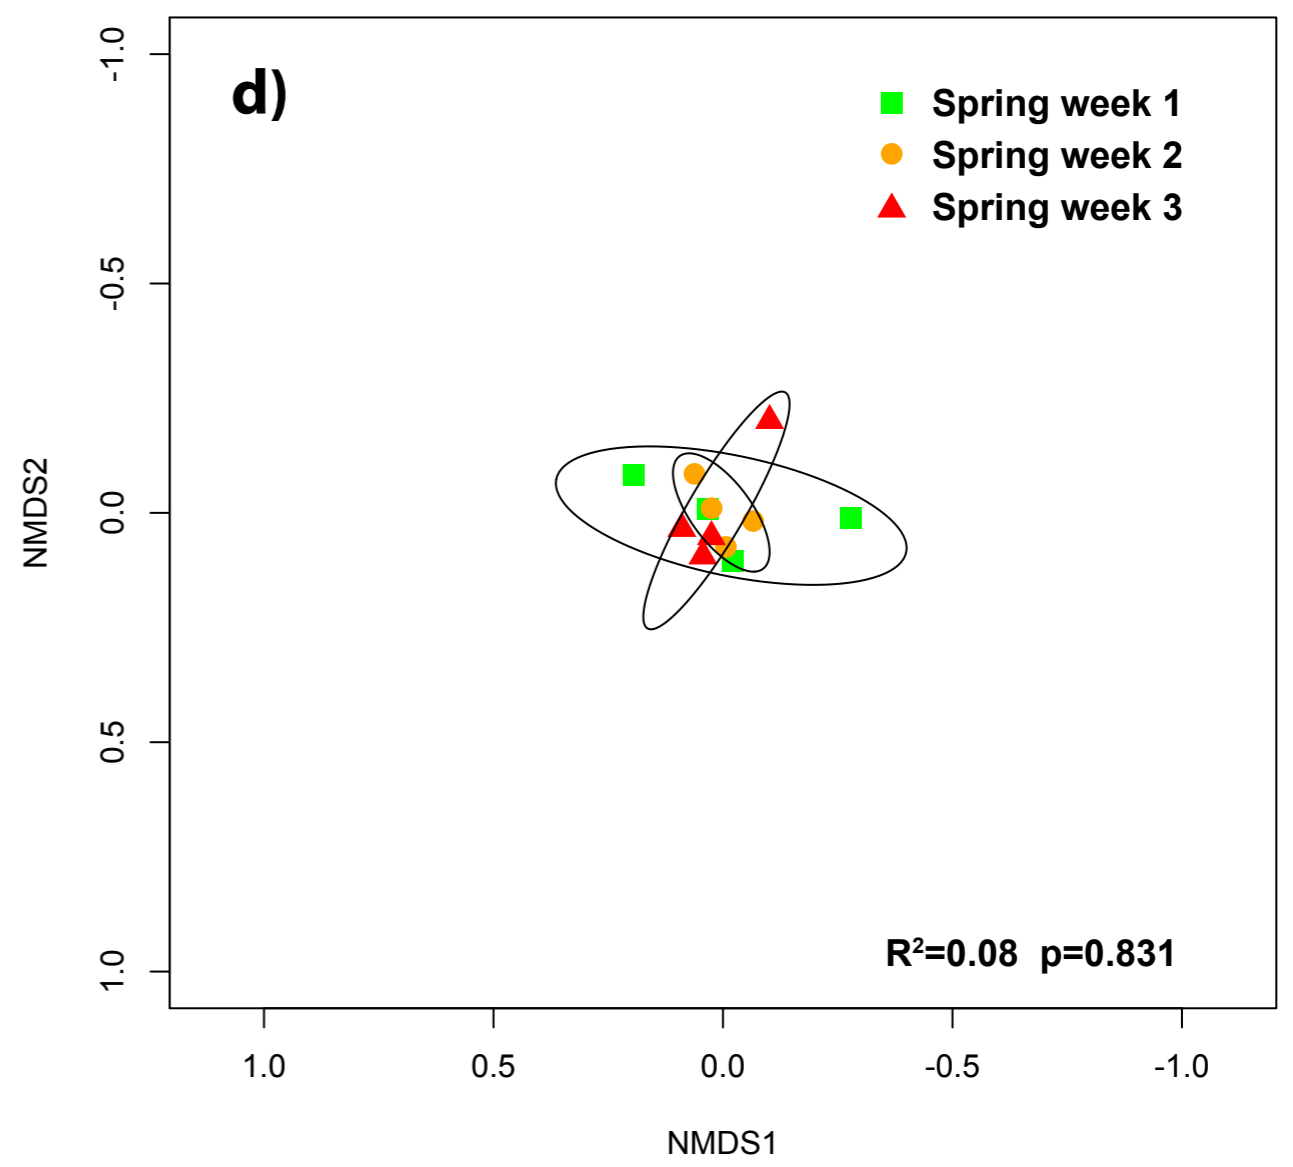 d)
Spring week 1
Spring week 2
Spring week 3
-1.0
-0.5
0.0
0.5
1.0
NMDS2
R²=0.08 p=0.831
1.0 0.5 0.0 -0.5 -1.0
NMDS1